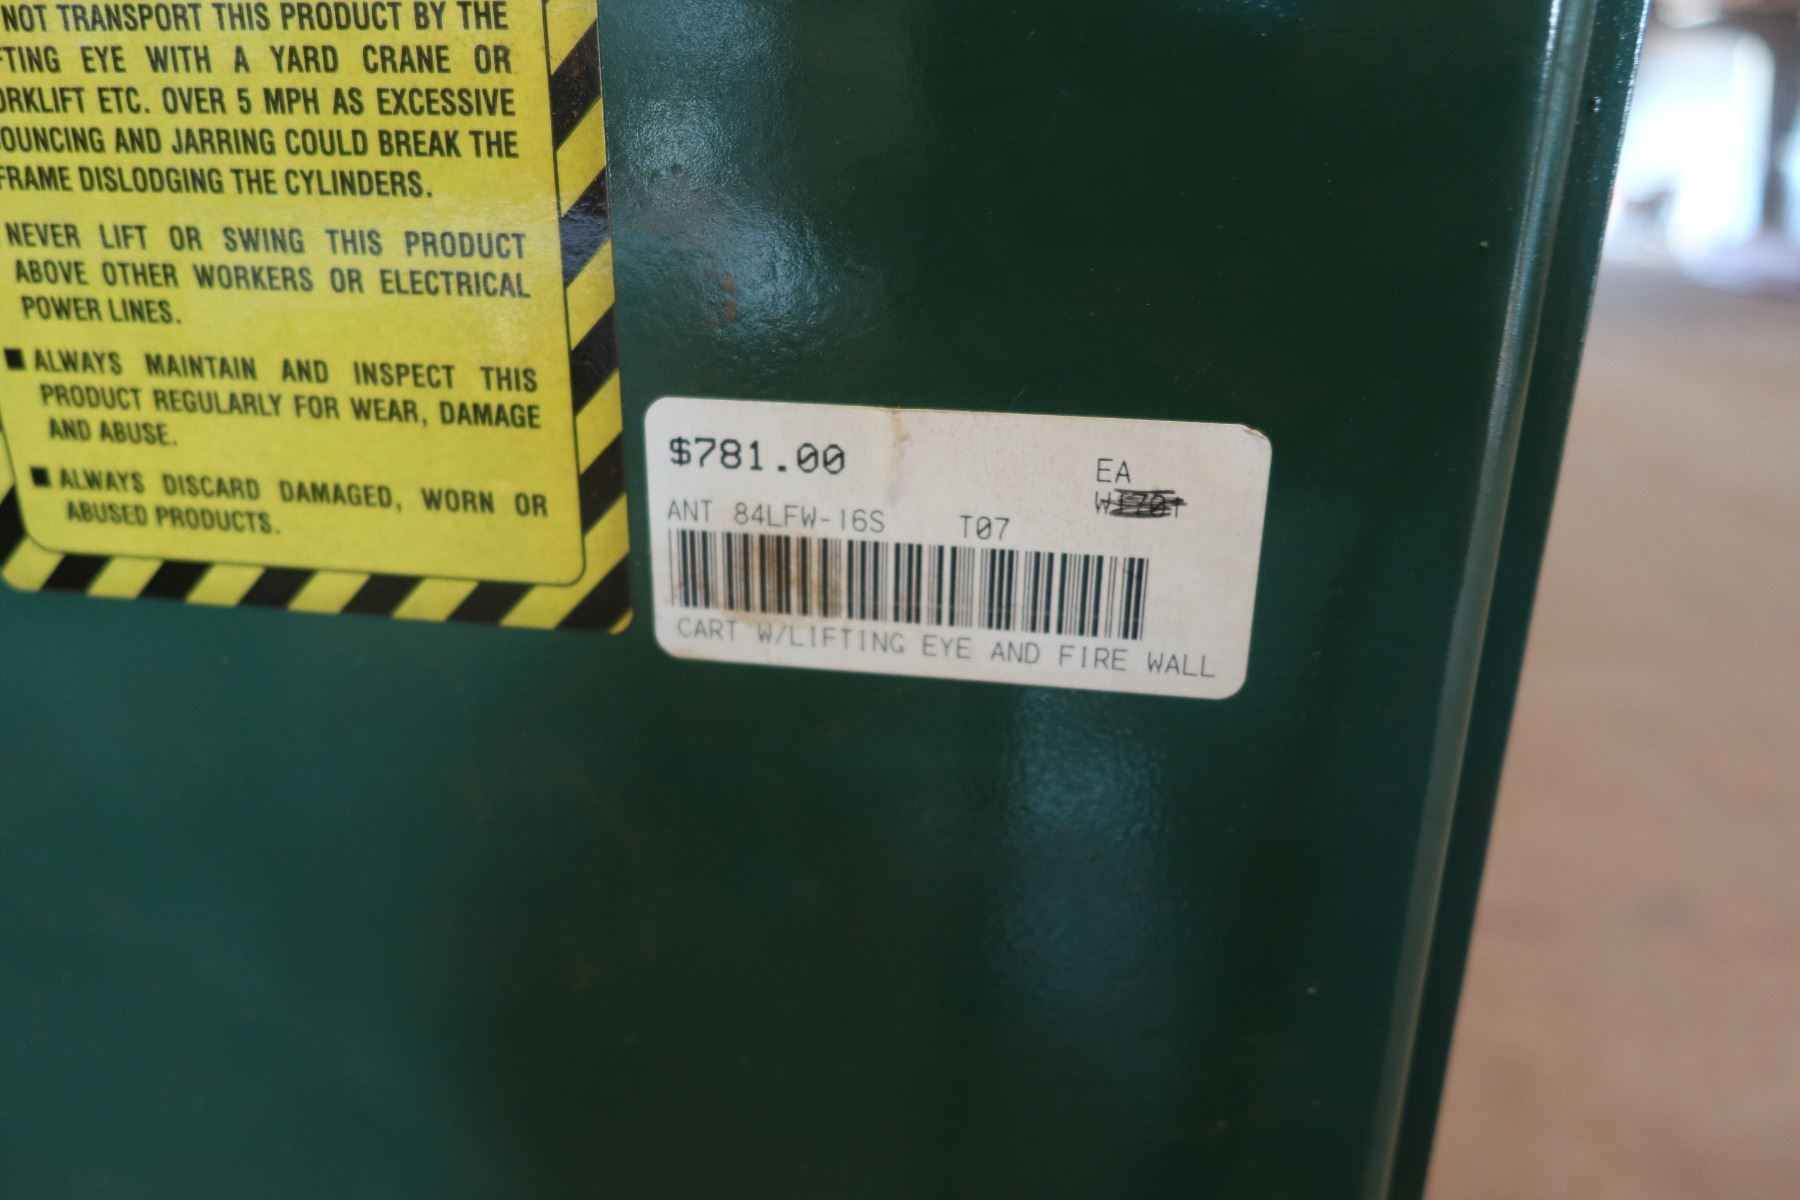 NOT TRANSPORT THIS PRODUCT BY THE
FTING EYE WITH A YARD CRANE OR
ORKLIFT ETC. OVER 5 MPH AS EXCESSIVE
OUNCING AND JARRING COULD BREAK THE
FRAME DISLODGING THE CYLINDERS.
NEVER LIFT OR SWING THIS PRODUCT
ABOVE OTHER WORKERS OR ELECTRICAL
POWER LINES.
■ ALWAYS MAINTAIN AND INSPECT THIS
PRODUCT REGULARLY FOR WEAR, DAMAGE
AND ABUSE.
■ ALWAYS DISCARD DAMAGED, WORN OR
ABUSED PRODUCTS.
$781.00
EA
ANT 84LFW-16S T07
CART W/LIFTING EYE AND FIRE WALL